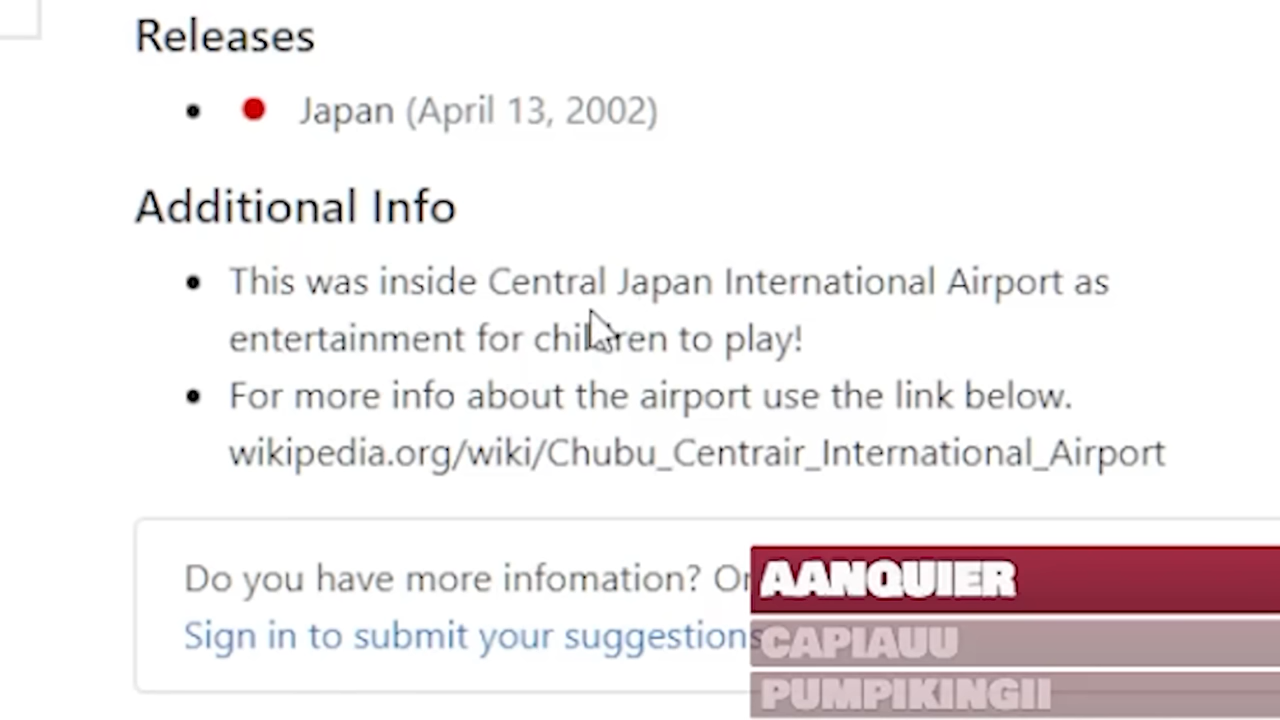 Releases
Japan (April 13, 2002)
Additional Info
This was inside Central Japan International Airport as
entertainment for children to play!
For more info about the airport use the link below.
wikipedia.org/wiki/Chubu_Centrair_International_Airport
Do you have more infomation? Or
Sign in to submit your suggestions
AANQUIER
CAPIAUU
PUMPIKINGII